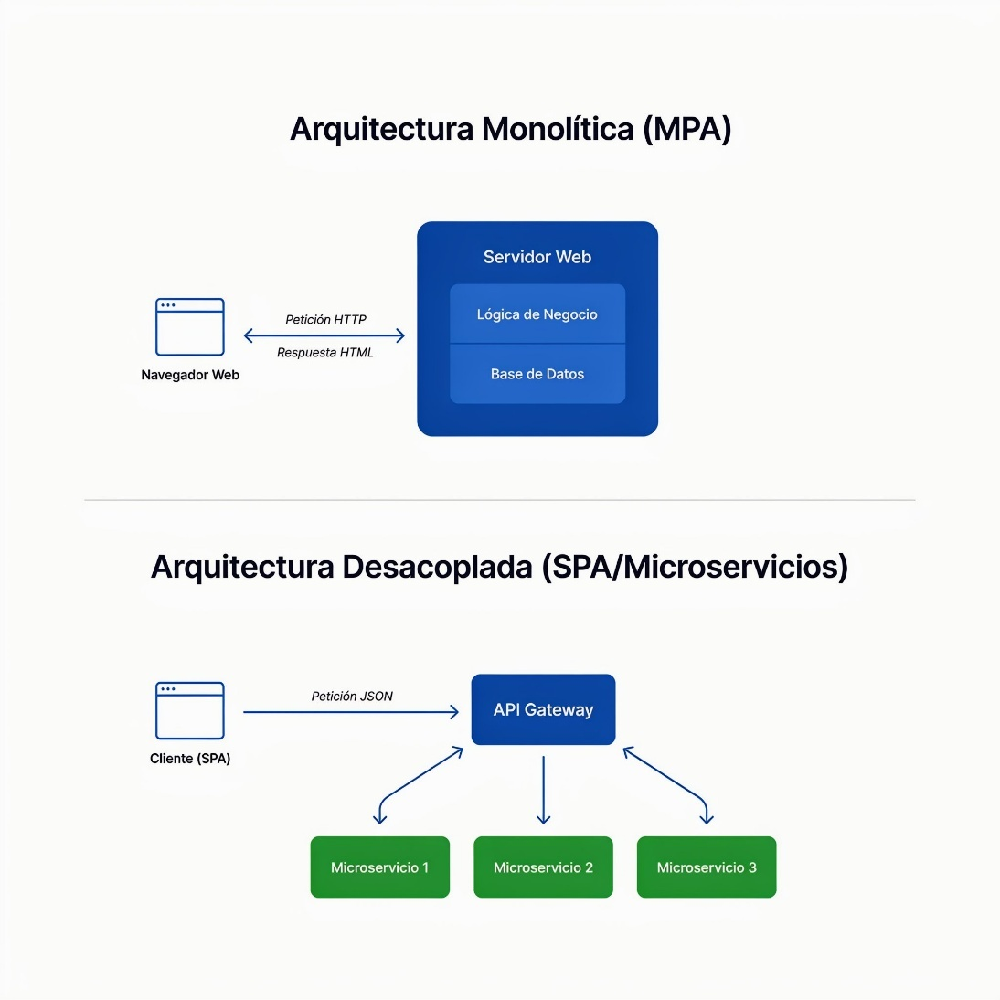 Arquitectura Monolítica (MPA)
Servidor Web
Lógica de Negocio
Petición HTTP
Respuesta HTML
Base de Datos
Navegador Web
Arquitectura Desacoplada (SPA/Microservicios)
Petición JSON
API Gateway
Cliente (SPA)
Microservicio 1
Microservicio 2
Microservicio 3